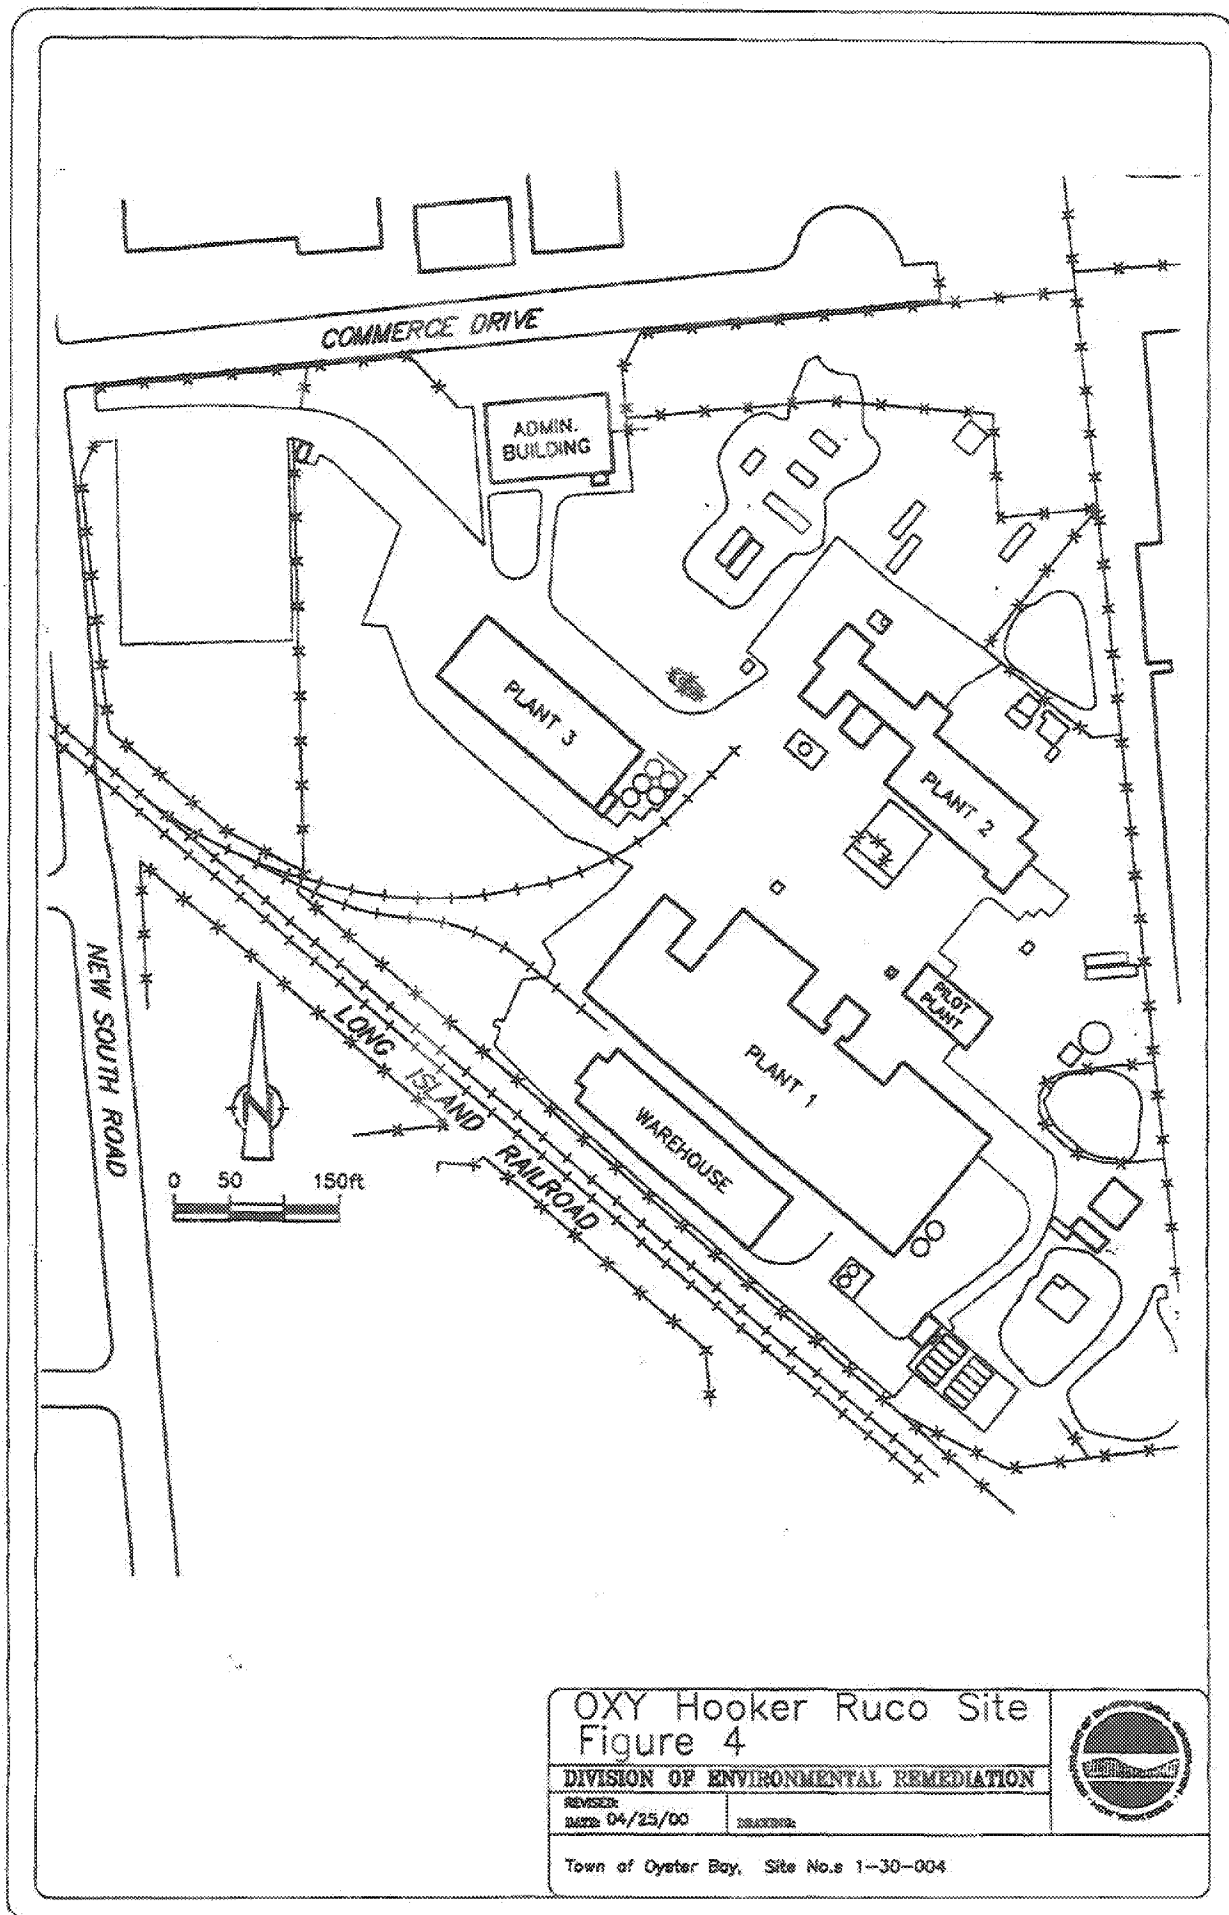 COMMERCE DRIVE
ADMIN.
BUILDING
PLANT 3
PLANT 2
PILOT
PLANT
PLANT 1
WAREHOUSE
NEW SOUTH ROAD
LONG ISLAND RAILROAD
N
0 50 150ft
OXY Hooker Ruco Site
Figure 4
DIVISION OF ENVIRONMENTAL REMEDIATION
REVISED:
DATE: 04/25/00
Town of Oyster Bay, Site No.s 1-30-004